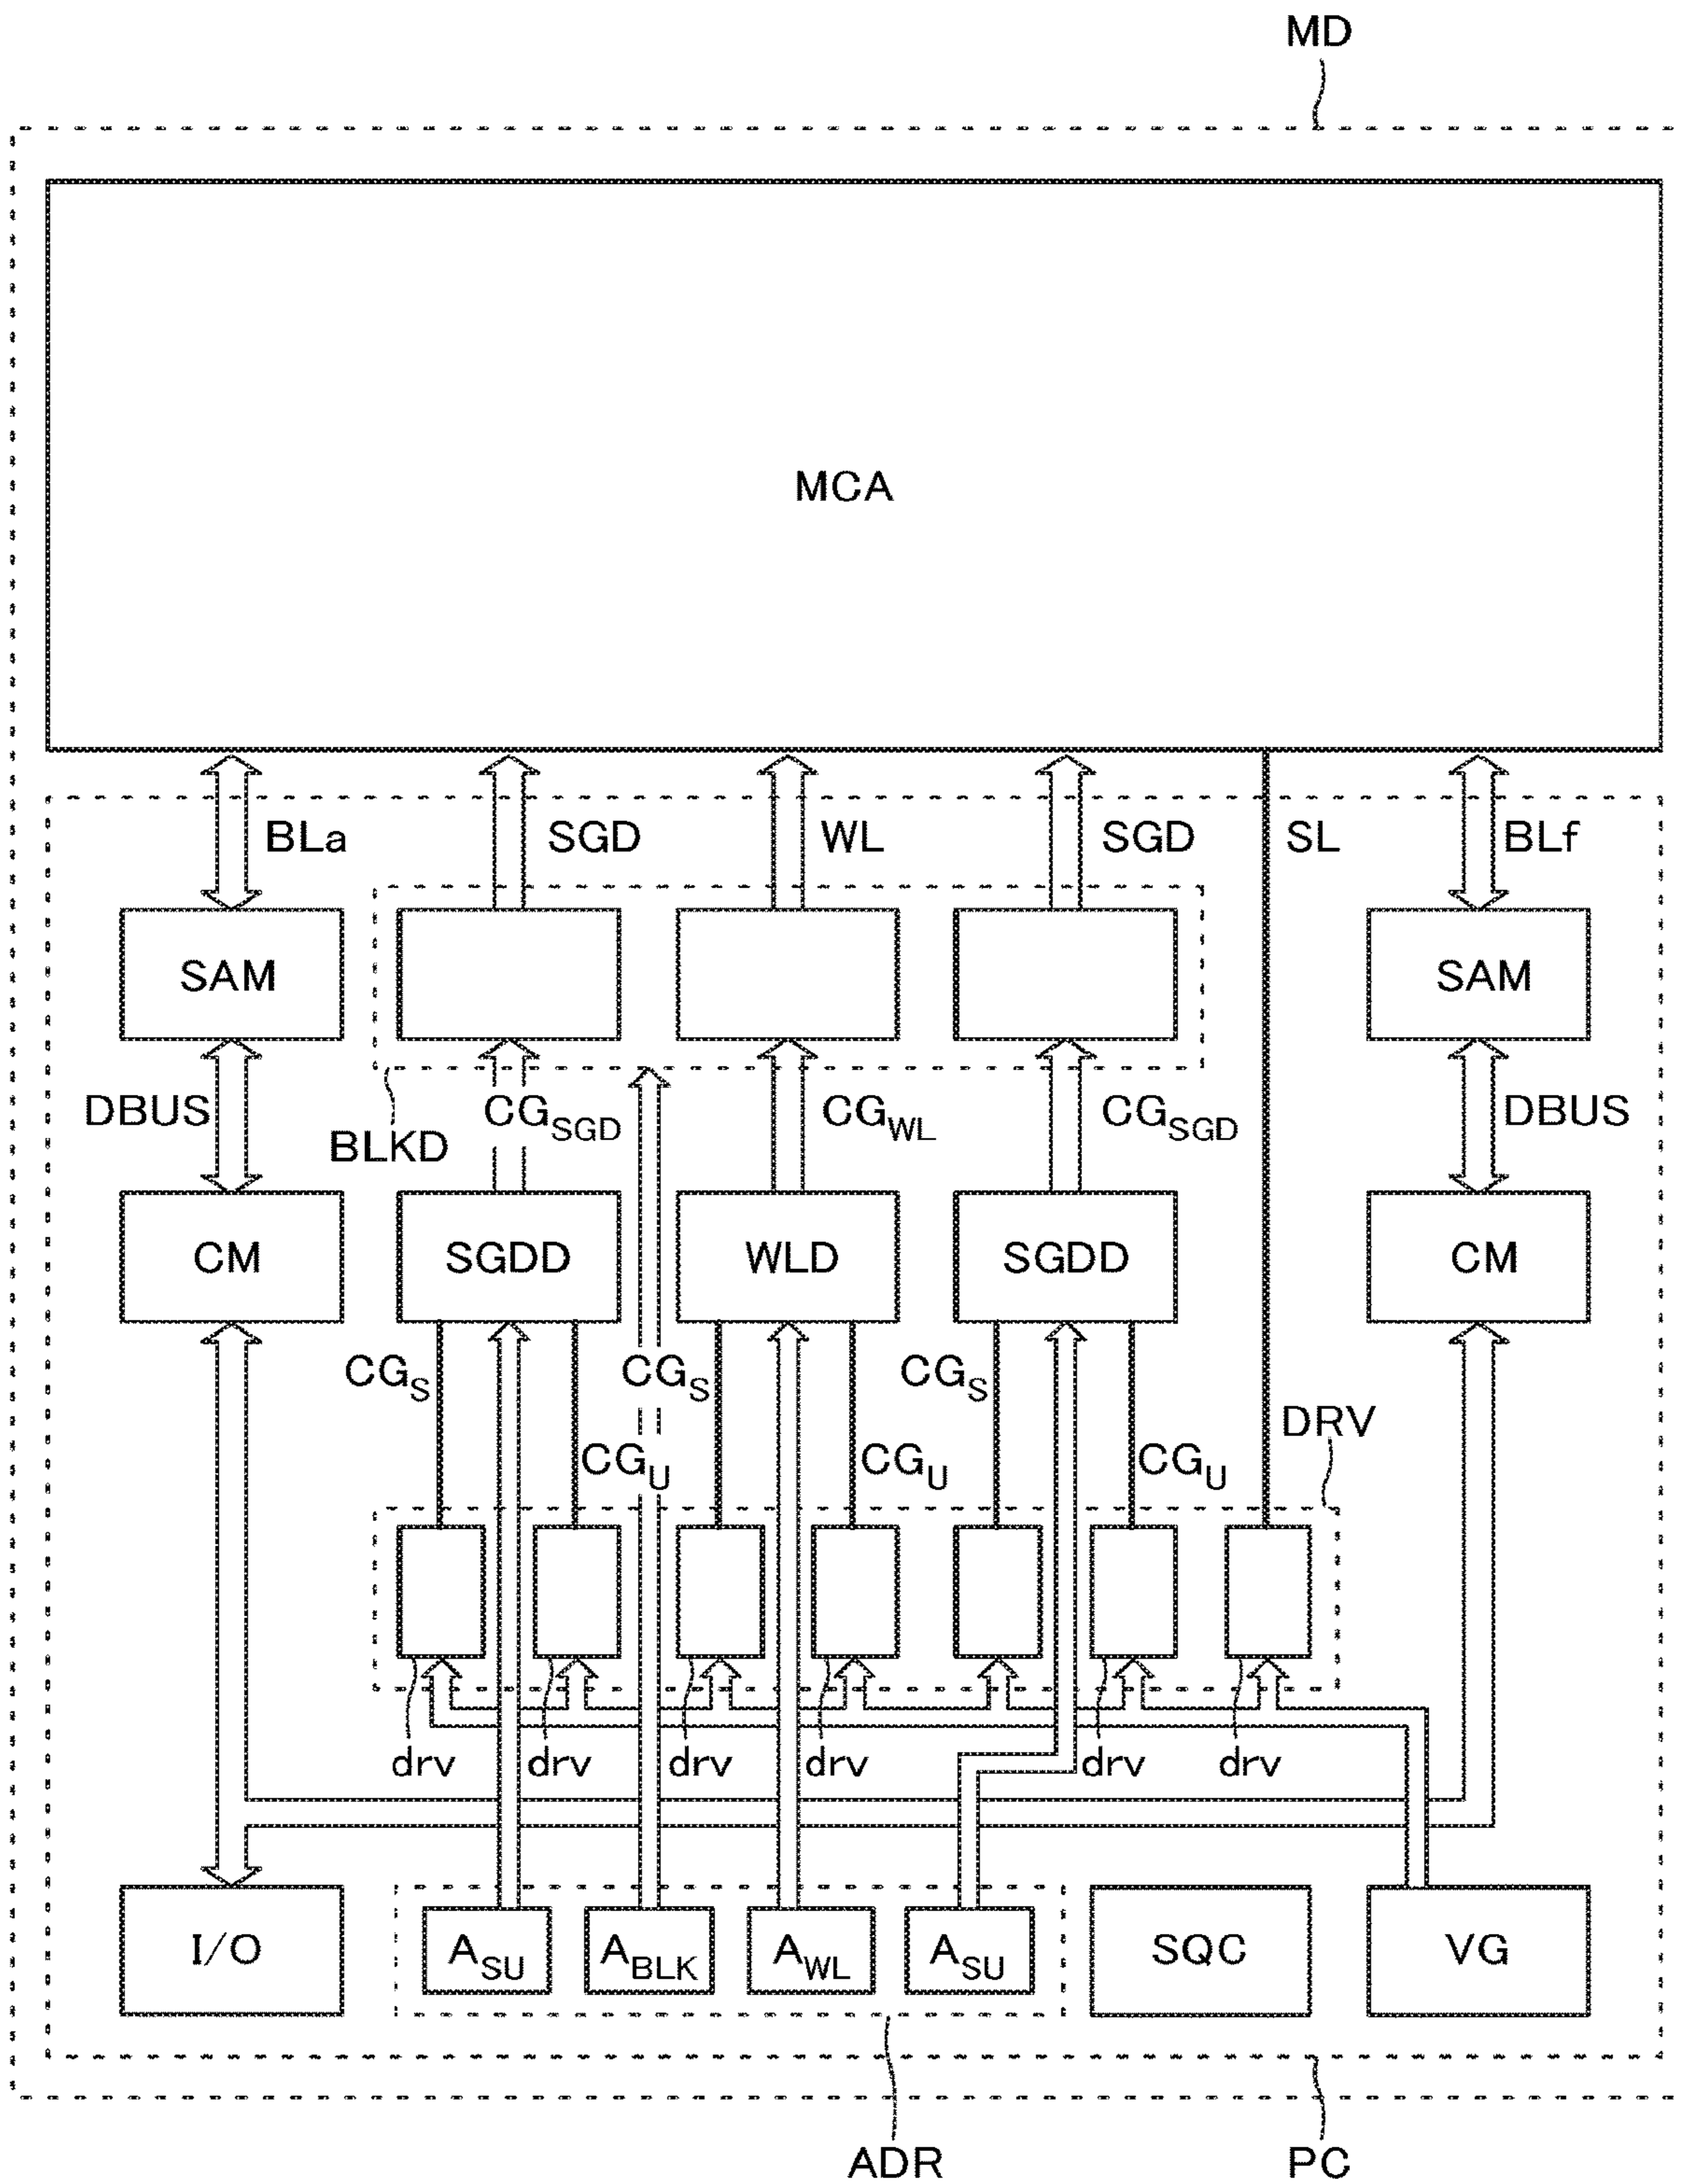 MD
MCA
BLa SGD WL SGD SL BLf
SAM SAM
DBUS CG_SGD CG_WL CG_SGD DBUS
BLKD
CM SGDD WLD SGDD CM
CG_S CG_S CG_S
DRV
CG_U CG_U CG_U
drv drv drv drv drv drv
I/O A_SU A_BLK A_WL A_SU SQC VG
ADR PC